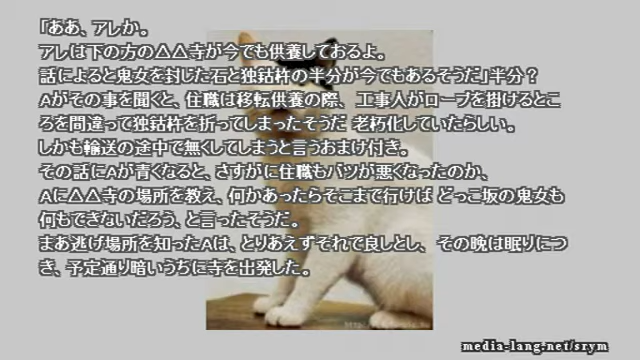 「ああ、アレか。
アレは下の方の△△寺が今でも供養しておるよ。
話によると鬼女を封じた石と独鈷杵の半分が今でもあるそうだ」半分?
Aがその事を聞くと、住職は移転供養の際、 工事人がロープを掛けるとこ
ろを間違って独鈷杵を折ってしまったそうだ 老朽化していたらしい。
しかも輸送の途中で無くしてしまうと言うおまけ付き。
その話にAが青くなると、さすがに住職もバツが悪くなったのか、
Aに△△寺の場所を教え、何かあったらそこまで行けば どっこ坂の鬼女も
何もできないだろう、と言ったそうだ。
まあ逃げ場所を知ったAは、とりあえずそれで良しとし、 その晩は眠りにつ
き、予定通り暗いうちに寺を出発した。
media-lang-net/srym